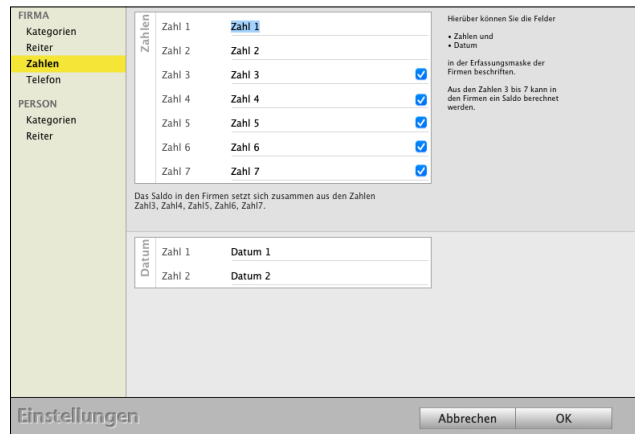 FIRMA
Kategorien
Reiter
Zahlen
Telefon
PERSON
Kategorien
Reiter
Zahlen
Zahl 1 Zahl 1
Zahl 2 Zahl 2
Zahl 3 Zahl 3
Zahl 4 Zahl 4
Zahl 5 Zahl 5
Zahl 6 Zahl 6
Zahl 7 Zahl 7
Das Saldo in den Firmen setzt sich zusammen aus den Zahlen
Zahl3, Zahl4, Zahl5, Zahl6, Zahl7.
Hierüber können Sie die Felder
• Zahlen und
• Datum
in der Erfassungsmaske der
Firmen beschriften.
Aus den Zahlen 3 bis 7 kann in
den Firmen ein Saldo berechnet
werden.
Datum
Zahl 1 Datum 1
Zahl 2 Datum 2
Einstellungen
Abbrechen
OK